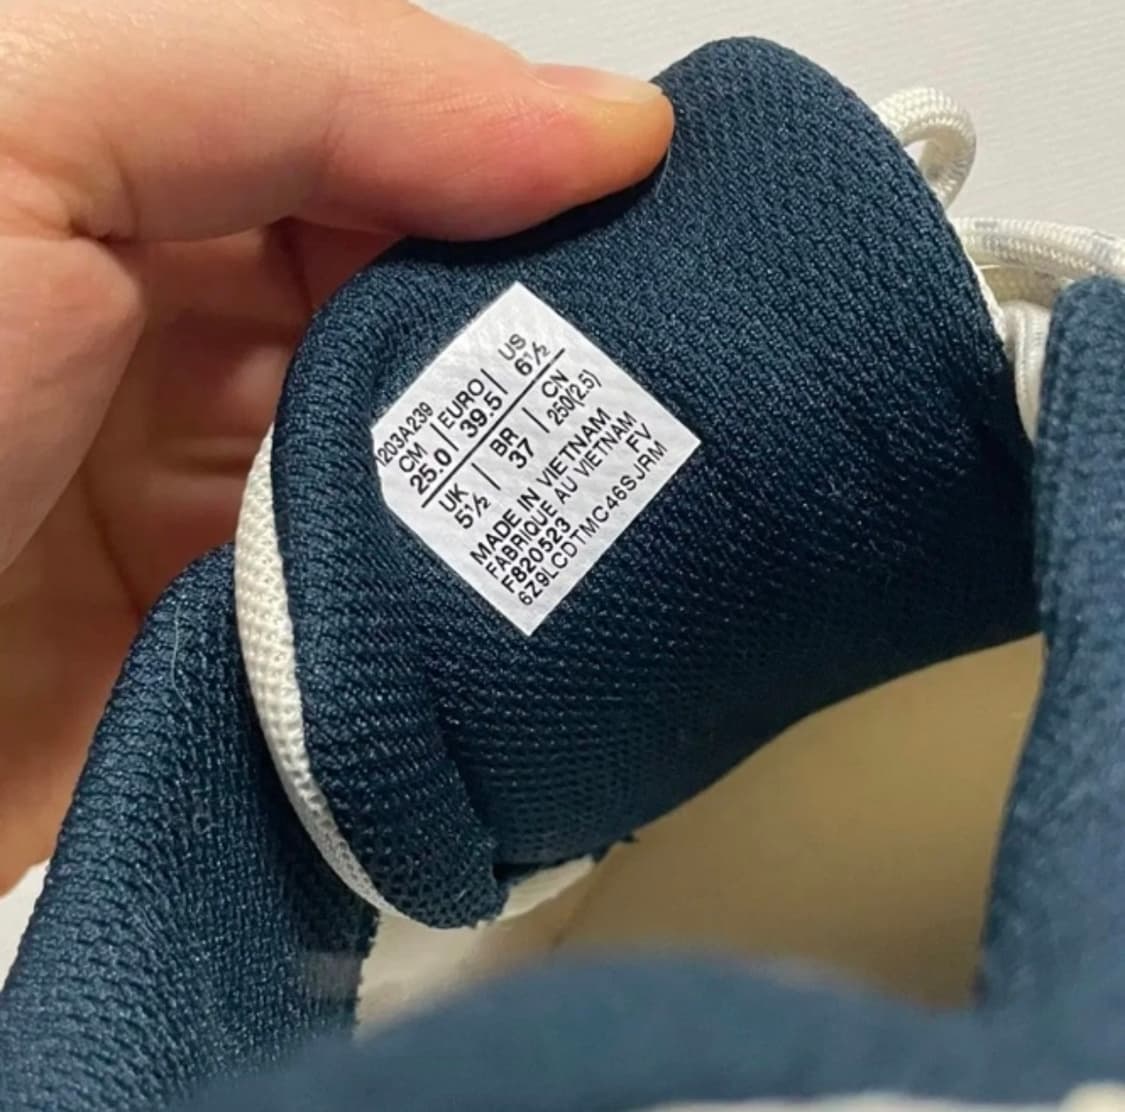 1203A239
CM | EURO | US
25.0 | 39.5 | 6½
UK | BR | CN
5½ | 37 | 250(2.5)
MADE IN VIETNAM
FABRIQUE AU VIETNAM
F820523 FV
6Z9LCDTMC46SJRM